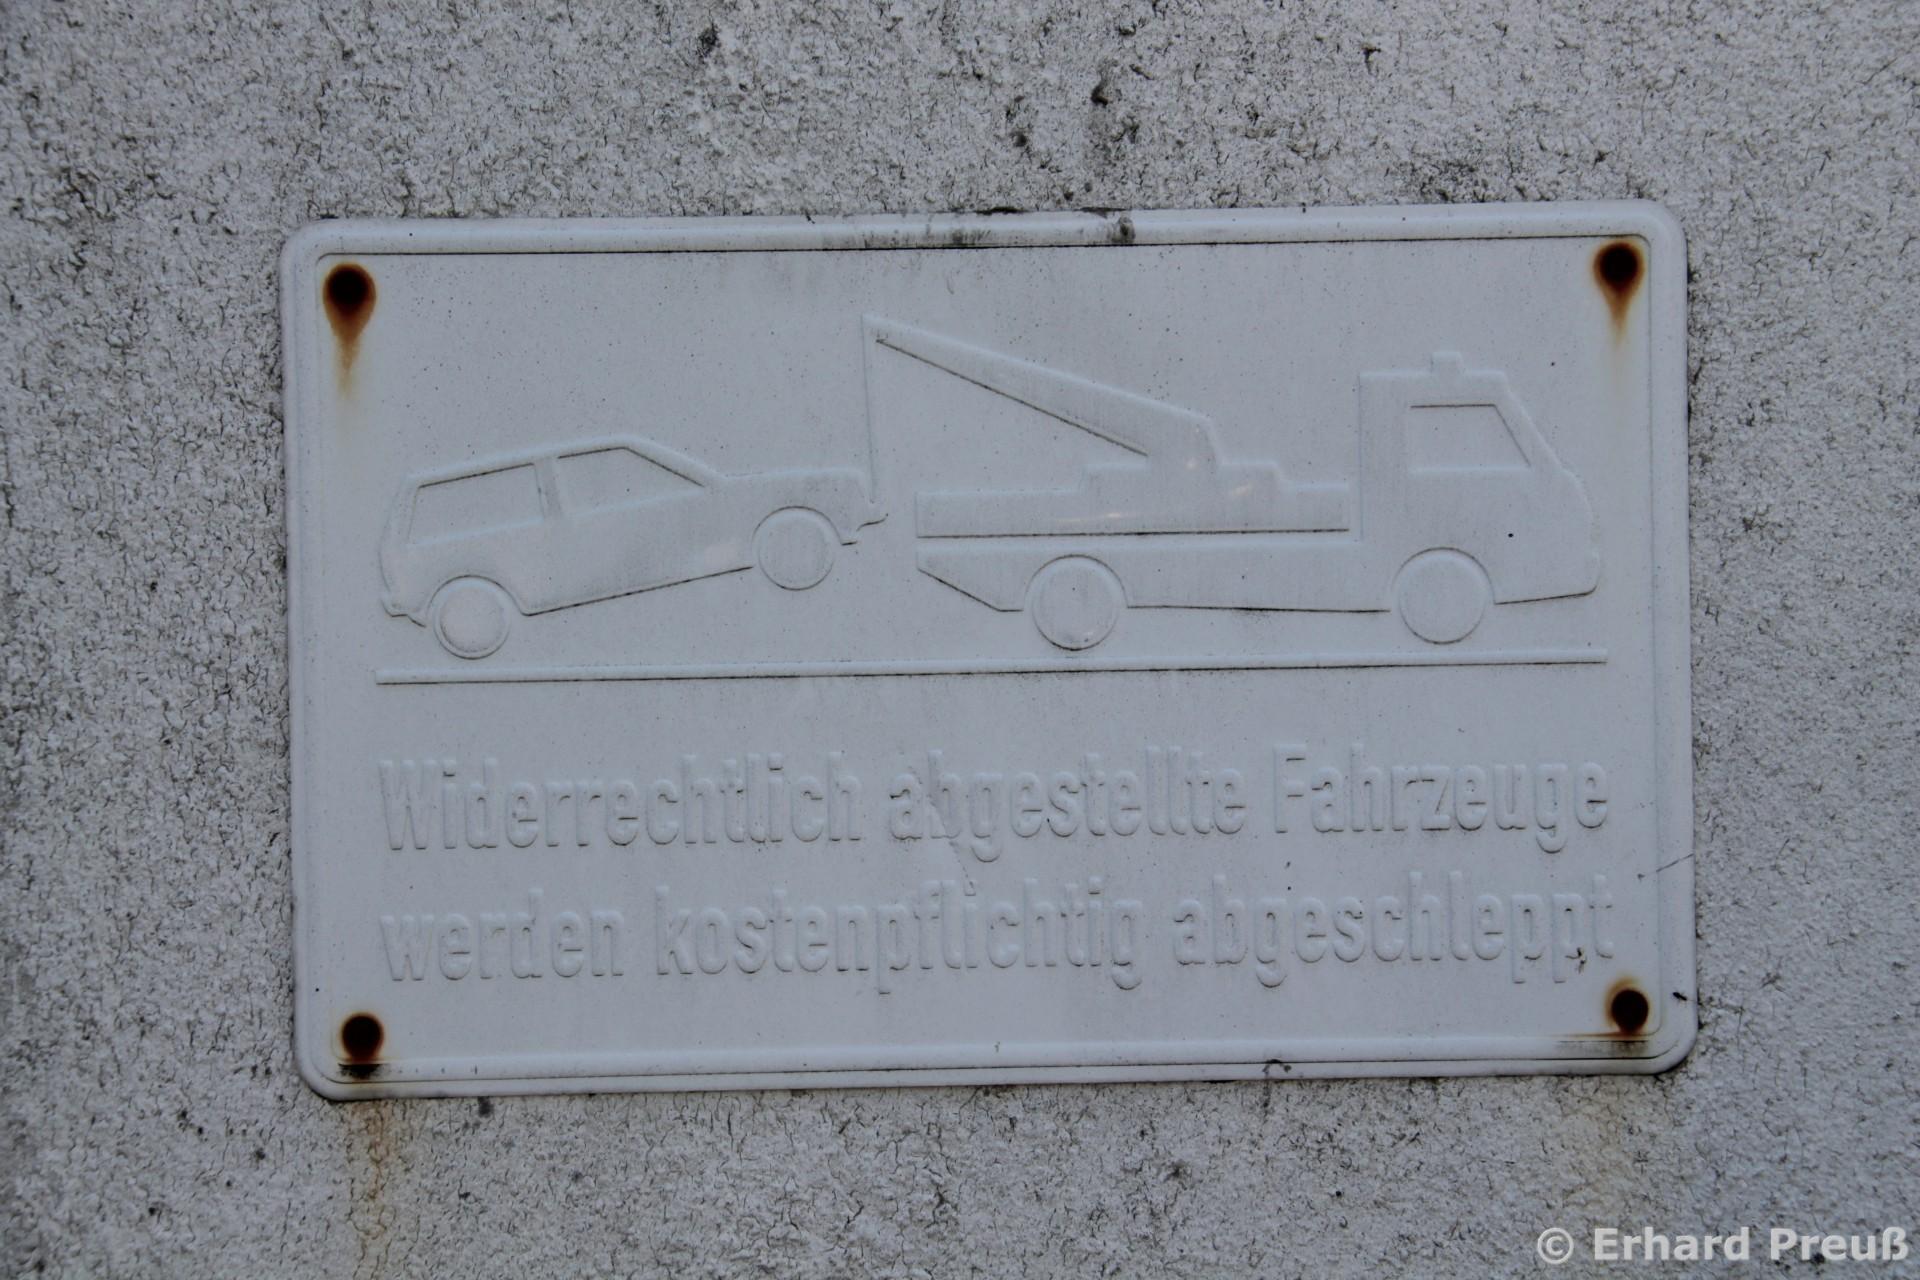 Widerrechtlich abgestellte Fahrzeuge
werden kostenpflichtig abgeschleppt
© Erhard Preuß